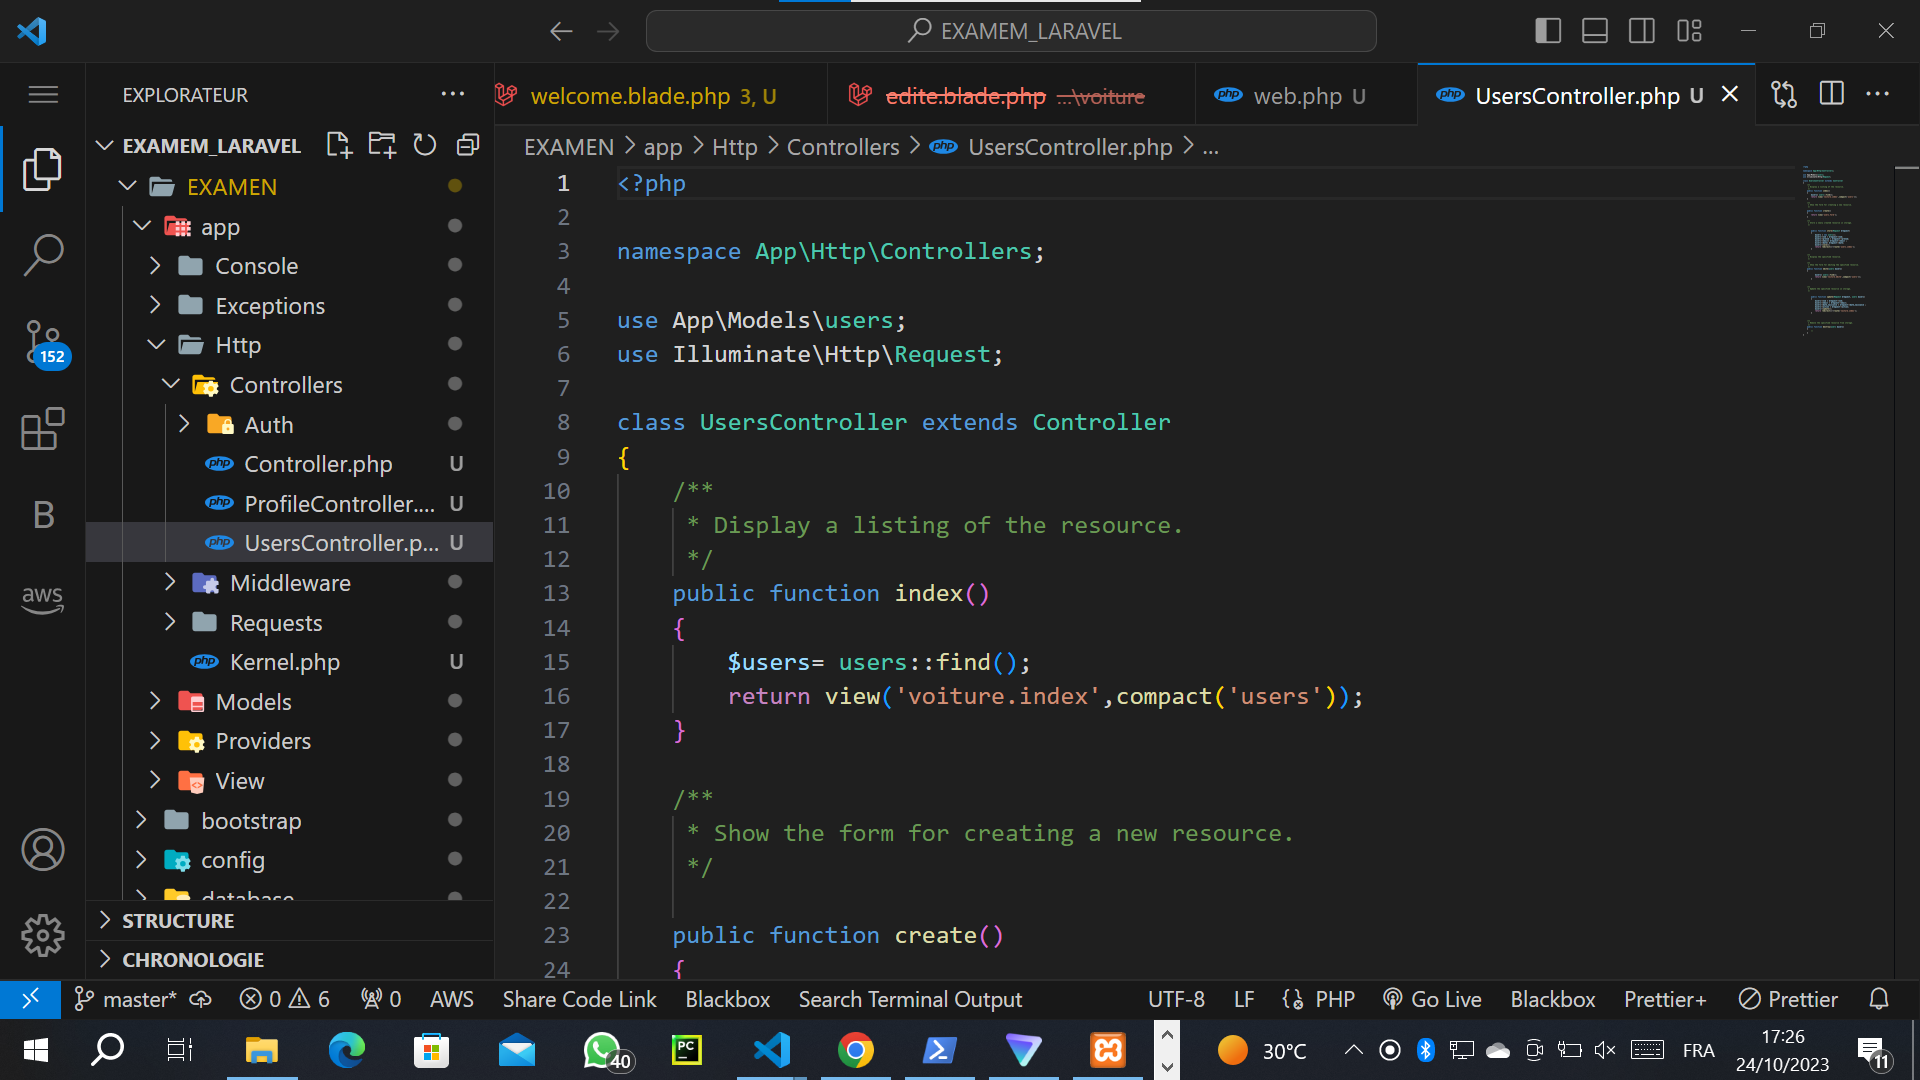 EXAMEM_LARAVEL
EXPLORATEUR
welcome.blade.php 3, U
edite.blade.php ...\voiture
web.php U
UsersController.php U
EXAMEM_LARAVEL
EXAMEN > app > Http > Controllers > UsersController.php > ...
EXAMEN
app
Console
Exceptions
Http
Controllers
Auth
Controller.php U
ProfileController.... U
UsersController.p... U
Middleware
Requests
Kernel.php U
Models
Providers
View
bootstrap
config
database
STRUCTURE
CHRONOLOGIE
152
B
aws
1 <?php
2
3 namespace App\Http\Controllers;
4
5 use App\Models\users;
6 use Illuminate\Http\Request;
7
8 class UsersController extends Controller
9 {
10 /**
11 * Display a listing of the resource.
12 */
13 public function index()
14 {
15 $users= users::find();
16 return view('voiture.index',compact('users'));
17 }
18
19 /**
20 * Show the form for creating a new resource.
21 */
22
23 public function create()
24 {
master* 0 6 0 AWS Share Code Link Blackbox Search Terminal Output UTF-8 LF PHP Go Live Blackbox Prettier+ Prettier
40 PC 30°C FRA 17:26
24/10/2023 11